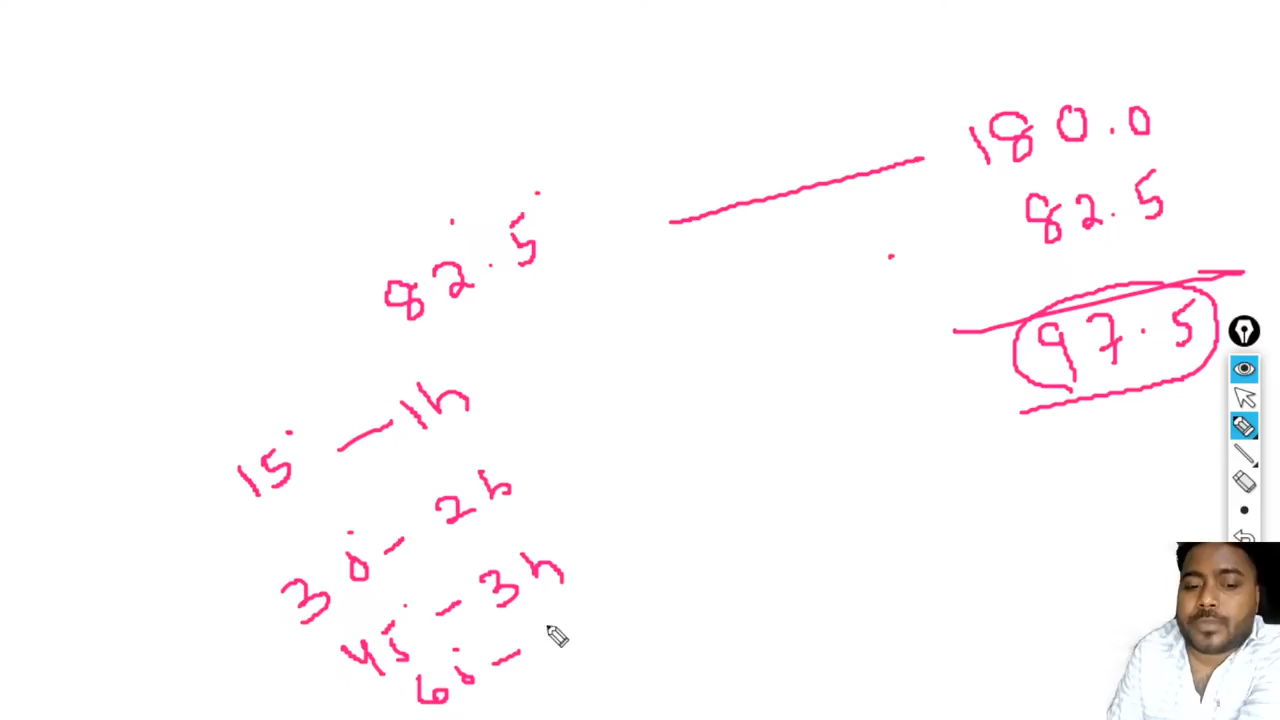 82.5°
180.0
82.5
97.5
15° — 1h
30° - 2h
45° - 3h
60° -